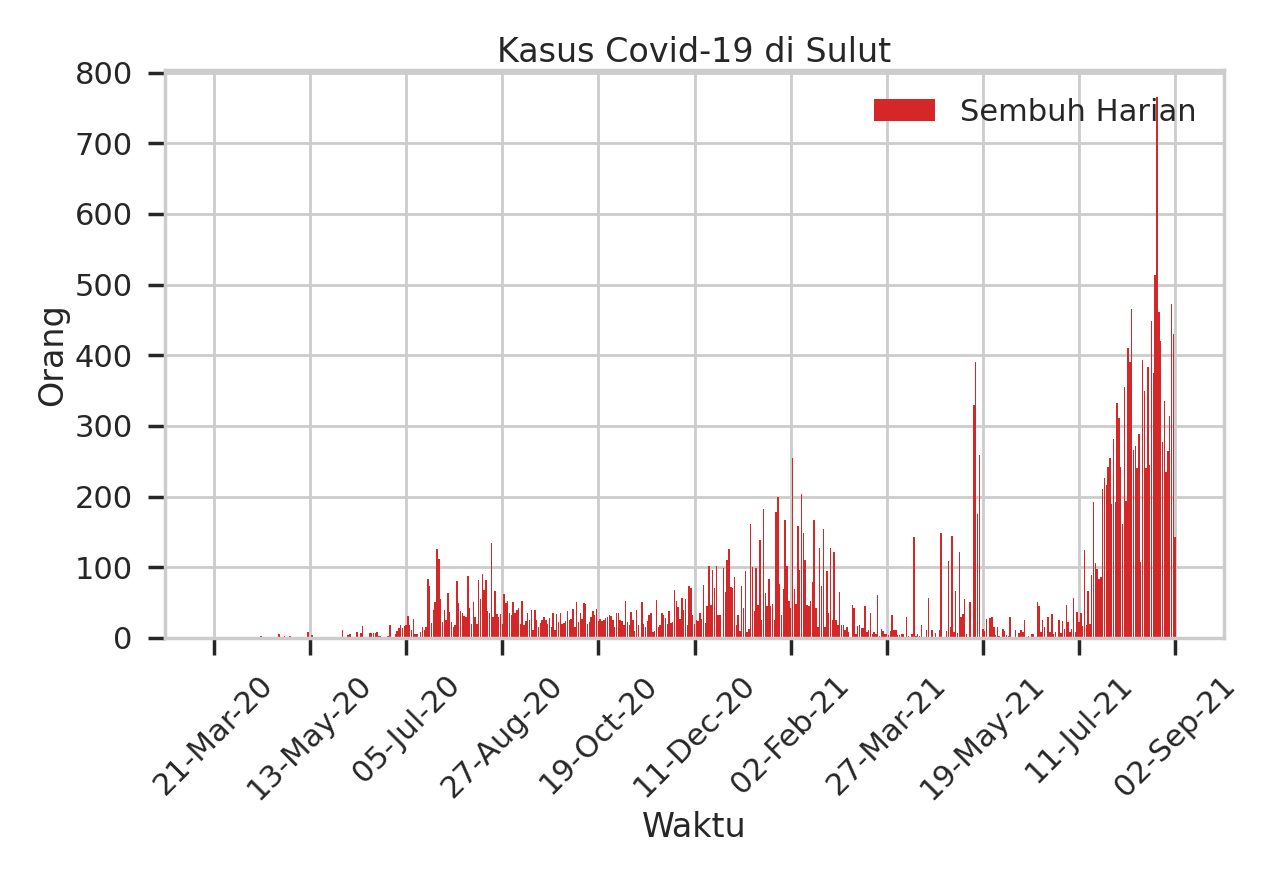 Kasus Covid-19 di Sulut
Sembuh Harian
Orang
800
700
600
500
400
300
200
100
0
21-Mar-20
13-May-20
05-Jul-20
27-Aug-20
19-Oct-20
11-Dec-20
02-Feb-21
27-Mar-21
19-May-21
11-Jul-21
02-Sep-21
Waktu